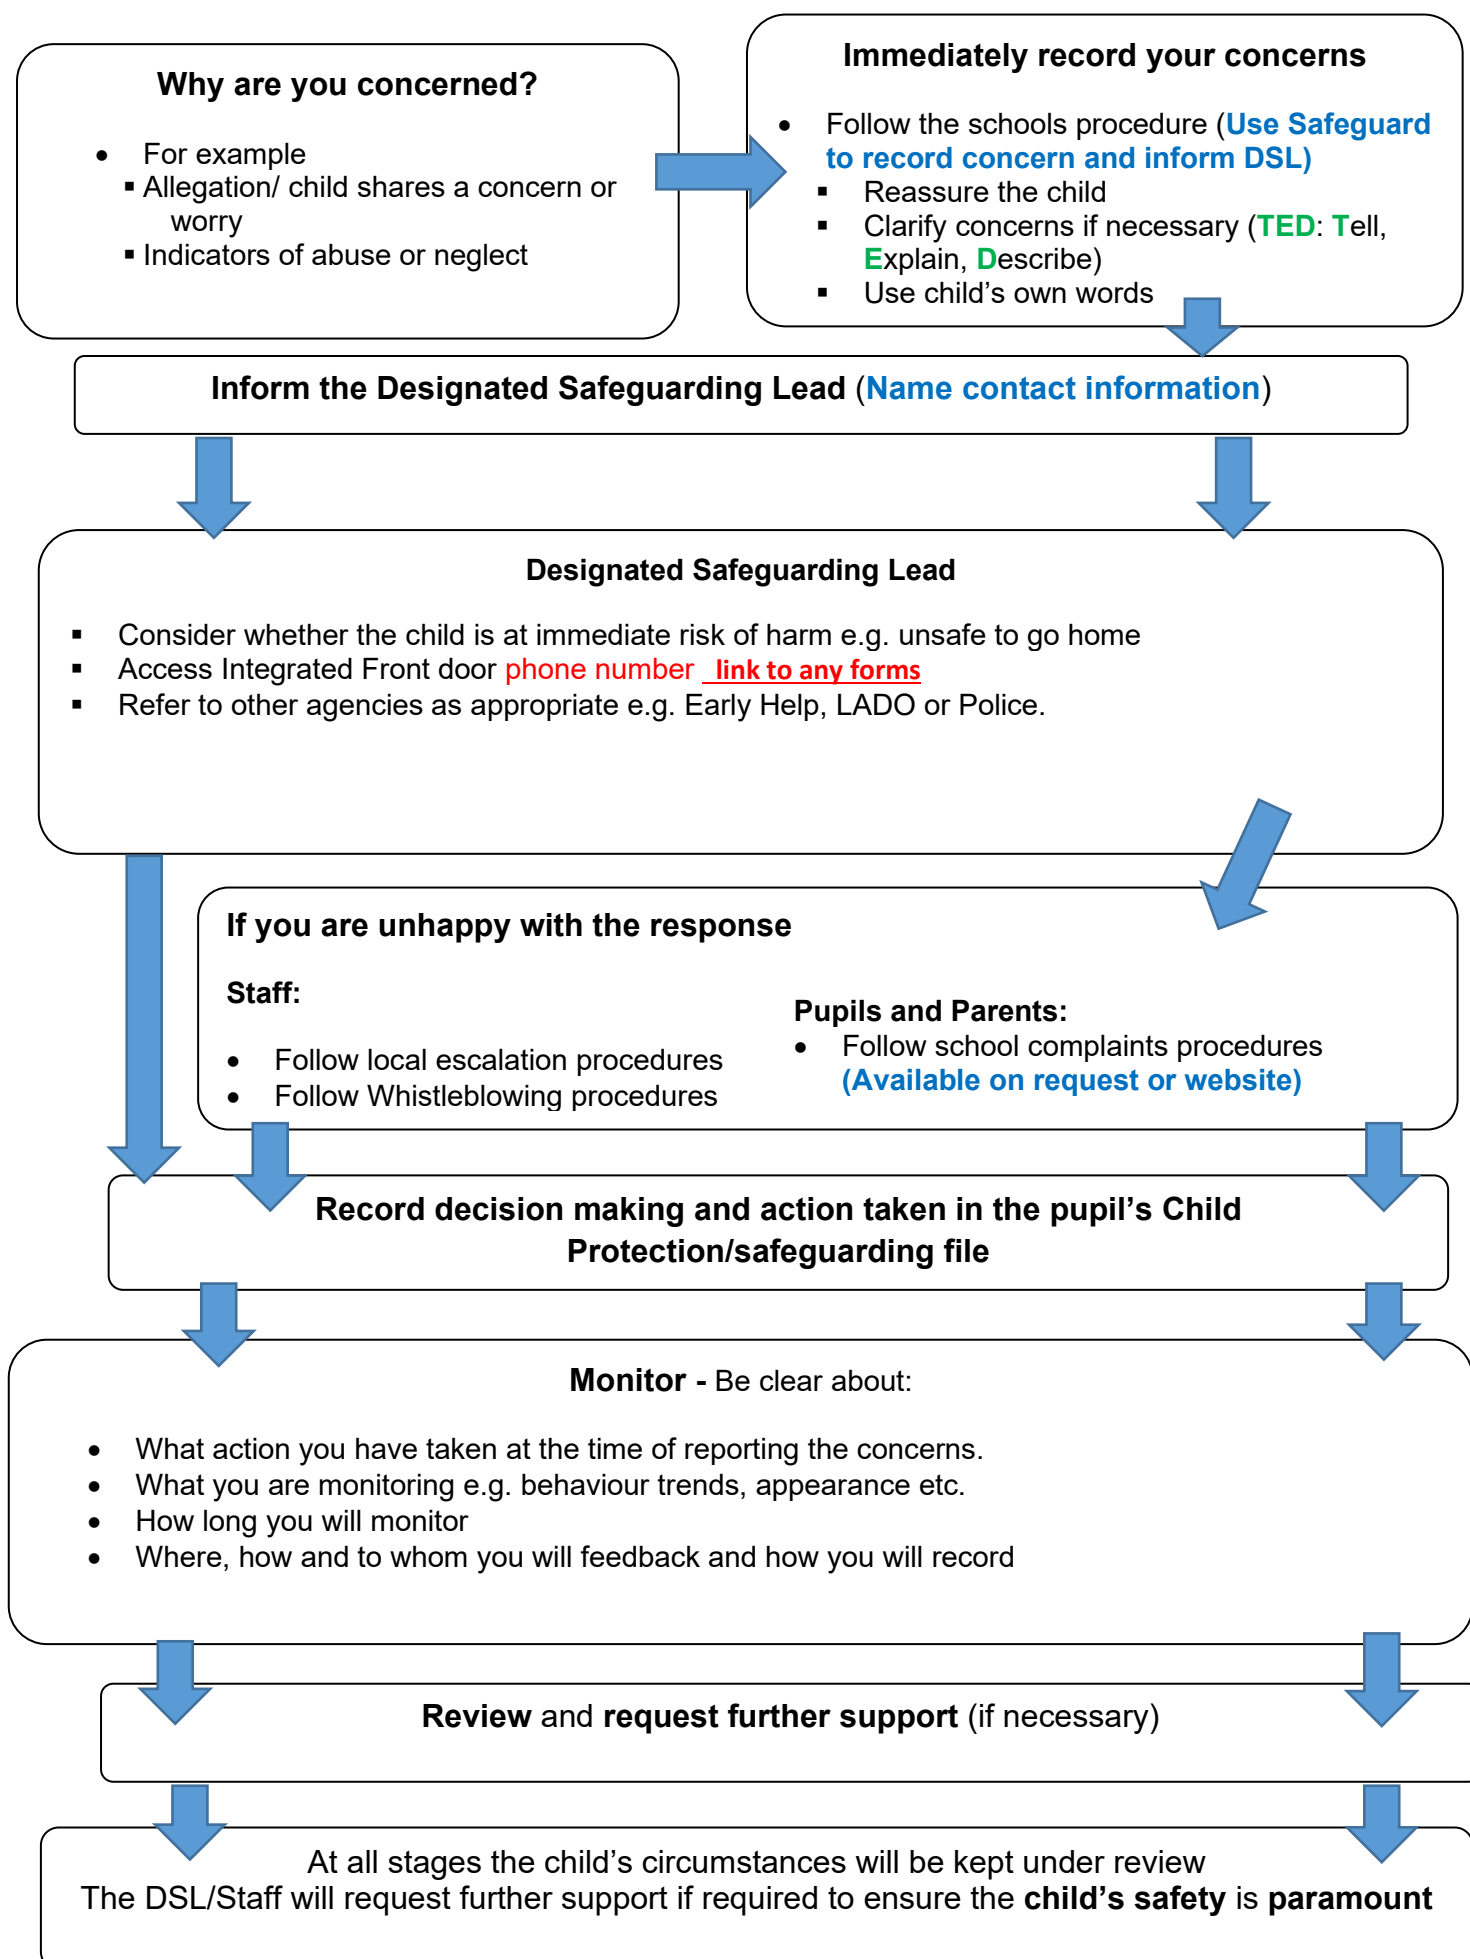 Why are you concerned?
• For example
▪ Allegation/ child shares a concern or
worry
▪ Indicators of abuse or neglect
Immediately record your concerns
• Follow the schools procedure (Use Safeguard
to record concern and inform DSL)
▪ Reassure the child
▪ Clarify concerns if necessary (TED: Tell,
Explain, Describe)
▪ Use child’s own words
Inform the Designated Safeguarding Lead (Name contact information)
Designated Safeguarding Lead
▪ Consider whether the child is at immediate risk of harm e.g. unsafe to go home
▪ Access Integrated Front door phone number link to any forms
▪ Refer to other agencies as appropriate e.g. Early Help, LADO or Police.
If you are unhappy with the response
Staff:
• Follow local escalation procedures
• Follow Whistleblowing procedures
Pupils and Parents:
• Follow school complaints procedures
(Available on request or website)
Record decision making and action taken in the pupil’s Child
Protection/safeguarding file
Monitor - Be clear about:
• What action you have taken at the time of reporting the concerns.
• What you are monitoring e.g. behaviour trends, appearance etc.
• How long you will monitor
• Where, how and to whom you will feedback and how you will record
Review and request further support (if necessary)
At all stages the child’s circumstances will be kept under review
The DSL/Staff will request further support if required to ensure the child’s safety is paramount